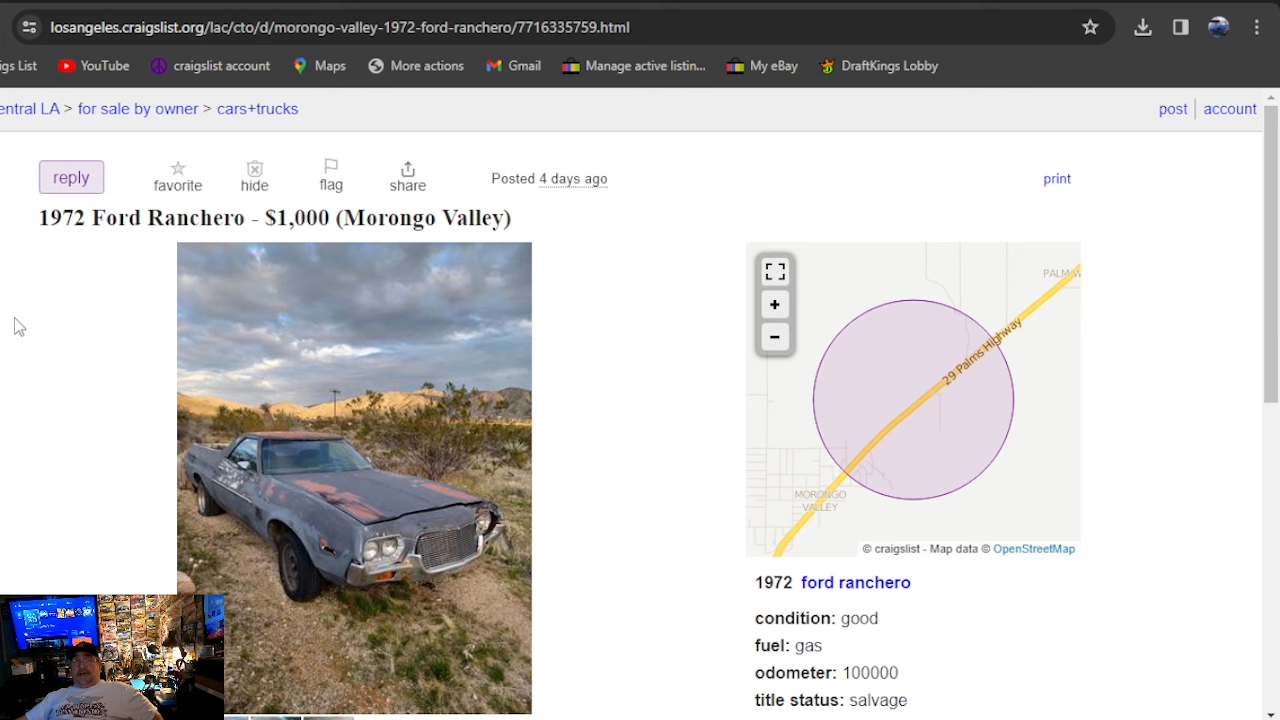 losangeles.craigslist.org/lac/cto/d/morongo-valley-1972-ford-ranchero/7716335759.html
igs List YouTube craigslist account Maps More actions Gmail Manage active listin... My eBay DraftKings Lobby
entral LA > for sale by owner > cars+trucks post account
reply favorite hide flag share Posted 4 days ago print
1972 Ford Ranchero - $1,000 (Morongo Valley)
+
−
PALM W
29 Palms Highway
MORONGO
VALLEY
© craigslist - Map data © OpenStreetMap
1972 ford ranchero
condition: good
fuel: gas
odometer: 100000
title status: salvage